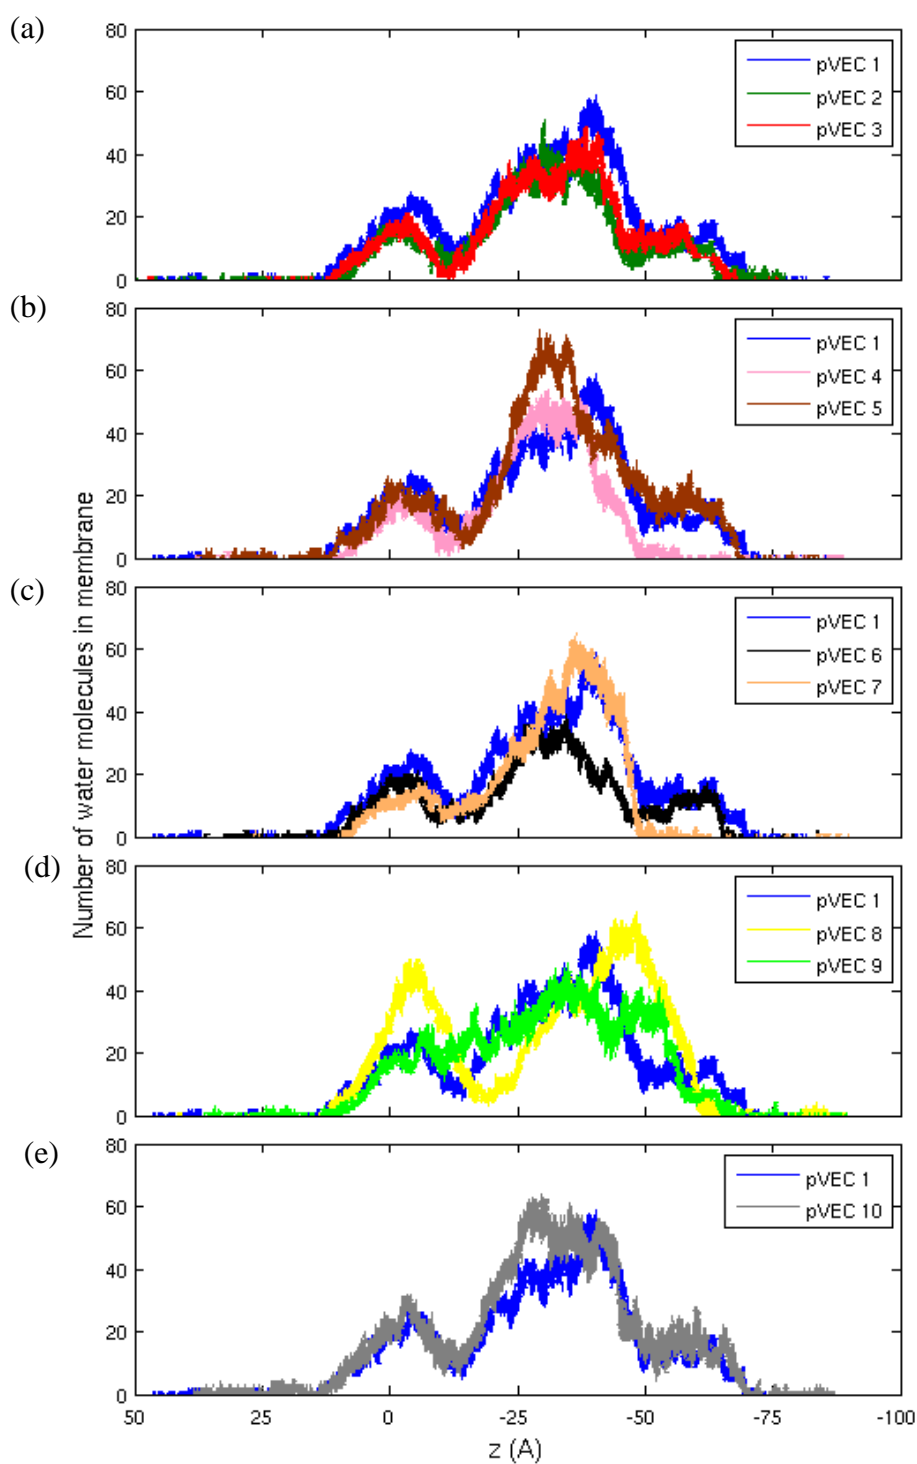 (a)
80
60
40
20
0
pVEC 1
pVEC 2
pVEC 3
(b)
80
60
40
20
0
pVEC 1
pVEC 4
pVEC 5
(c)
80
60
40
20
0
pVEC 1
pVEC 6
pVEC 7
(d)
80
60
40
20
0
pVEC 1
pVEC 8
pVEC 9
(e)
80
60
40
20
0
pVEC 1
pVEC 10
Number of water molecules in membrane
50 25 0 -25 -50 -75 -100
z (A)